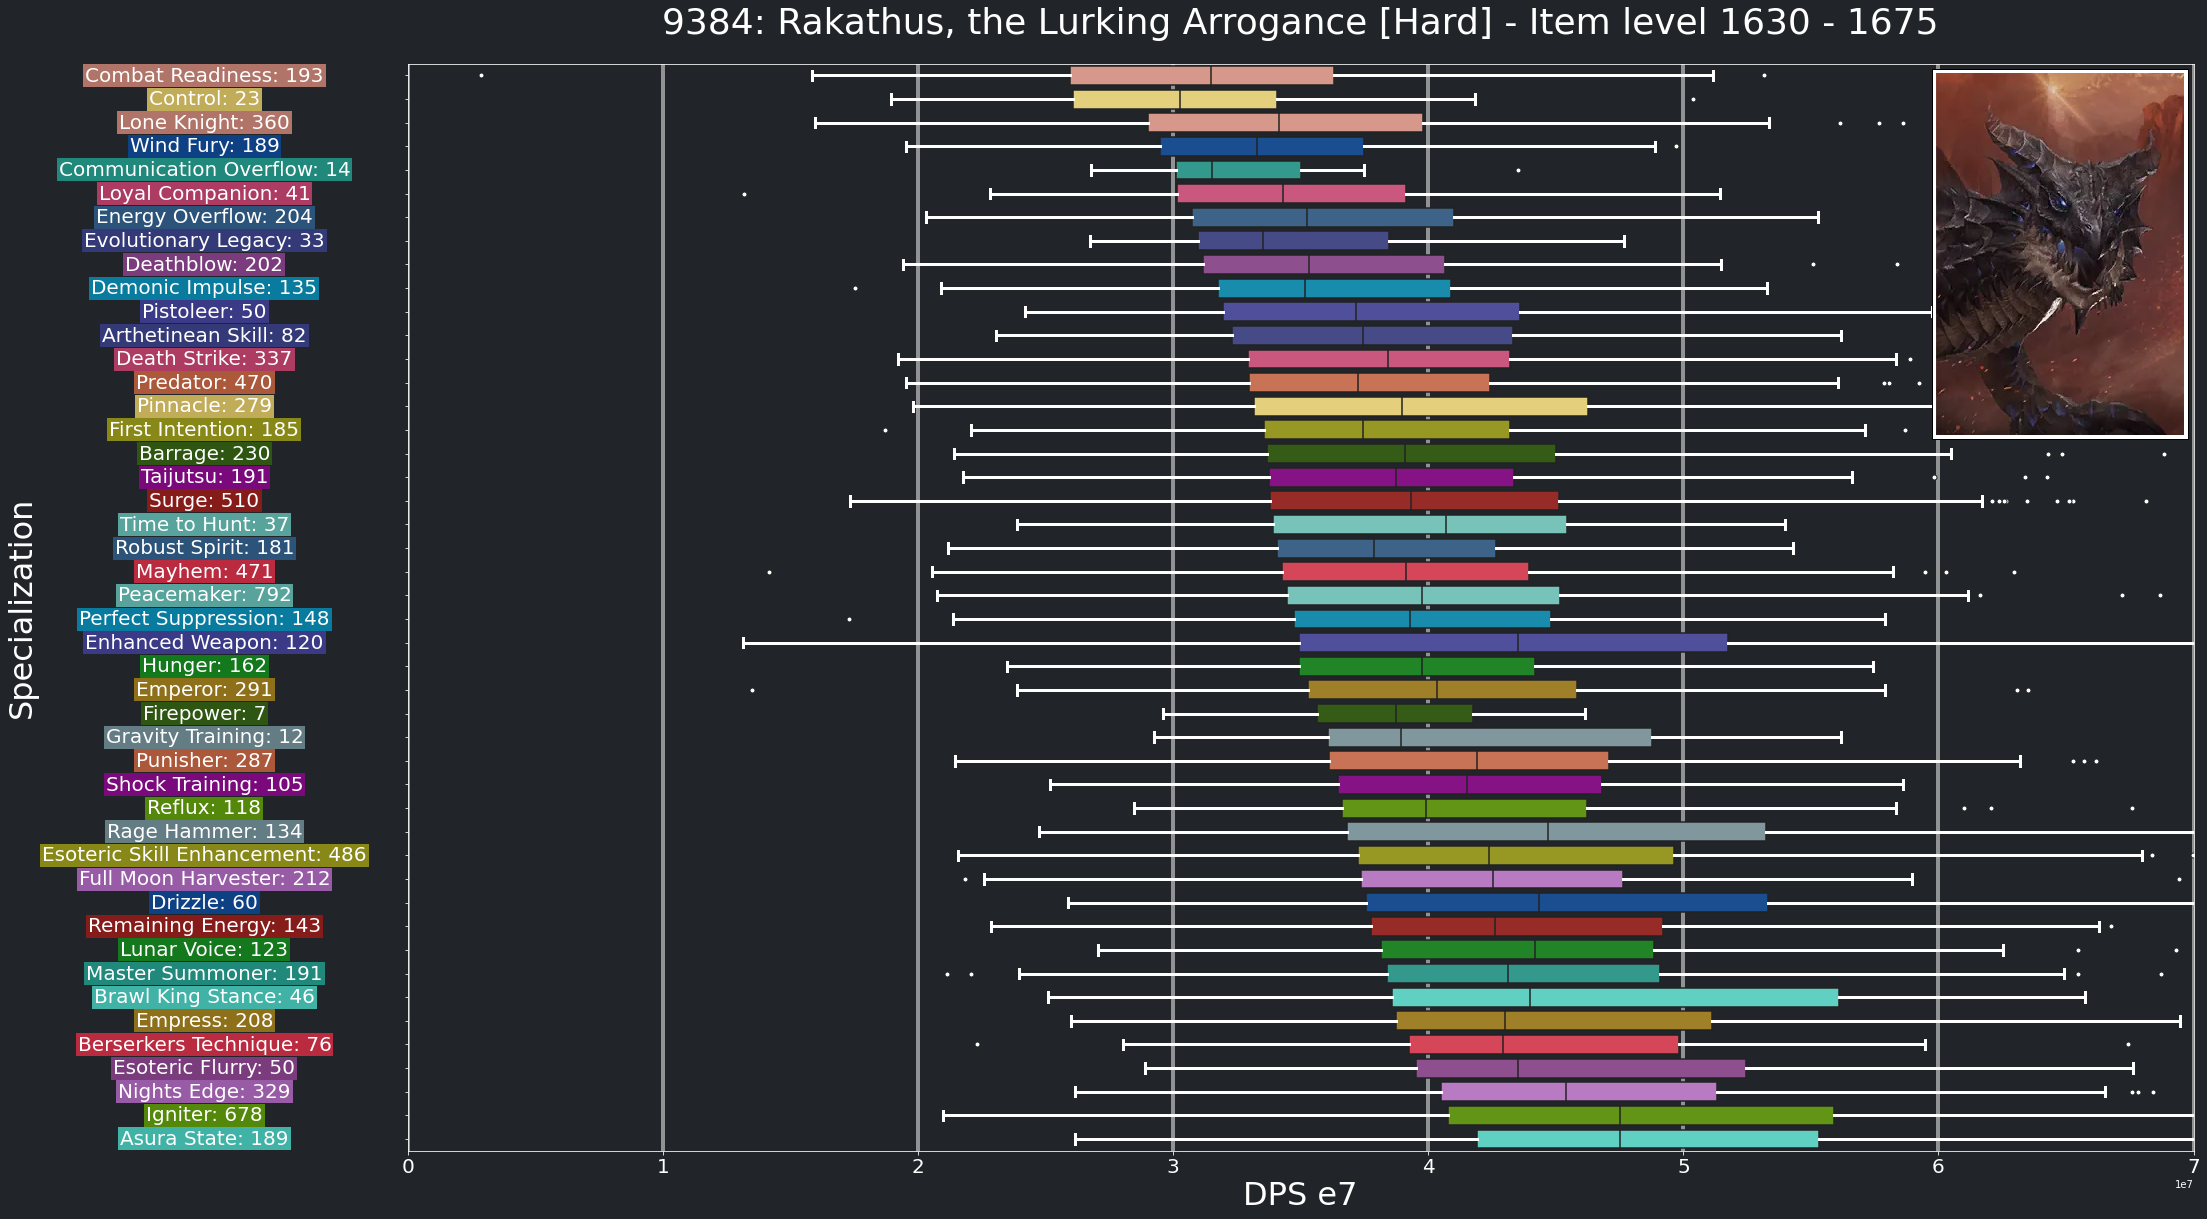 9384: Rakathus, the Lurking Arrogance [Hard] - Item level 1630 - 1675
Combat Readiness: 193
Control: 23
Lone Knight: 360
Wind Fury: 189
Communication Overflow: 14
Loyal Companion: 41
Energy Overflow: 204
Evolutionary Legacy: 33
Deathblow: 202
Demonic Impulse: 135
Pistoleer: 50
Arthetinean Skill: 82
Death Strike: 337
Predator: 470
Pinnacle: 279
First Intention: 185
Barrage: 230
Taijutsu: 191
Surge: 510
Time to Hunt: 37
Robust Spirit: 181
Mayhem: 471
Peacemaker: 792
Perfect Suppression: 148
Enhanced Weapon: 120
Hunger: 162
Emperor: 291
Firepower: 7
Gravity Training: 12
Punisher: 287
Shock Training: 105
Reflux: 118
Rage Hammer: 134
Esoteric Skill Enhancement: 486
Full Moon Harvester: 212
Drizzle: 60
Remaining Energy: 143
Lunar Voice: 123
Master Summoner: 191
Brawl King Stance: 46
Empress: 208
Berserkers Technique: 76
Esoteric Flurry: 50
Nights Edge: 329
Igniter: 678
Asura State: 189
Specialization
0 1 2 3 4 5 6 7
1e7
DPS e7